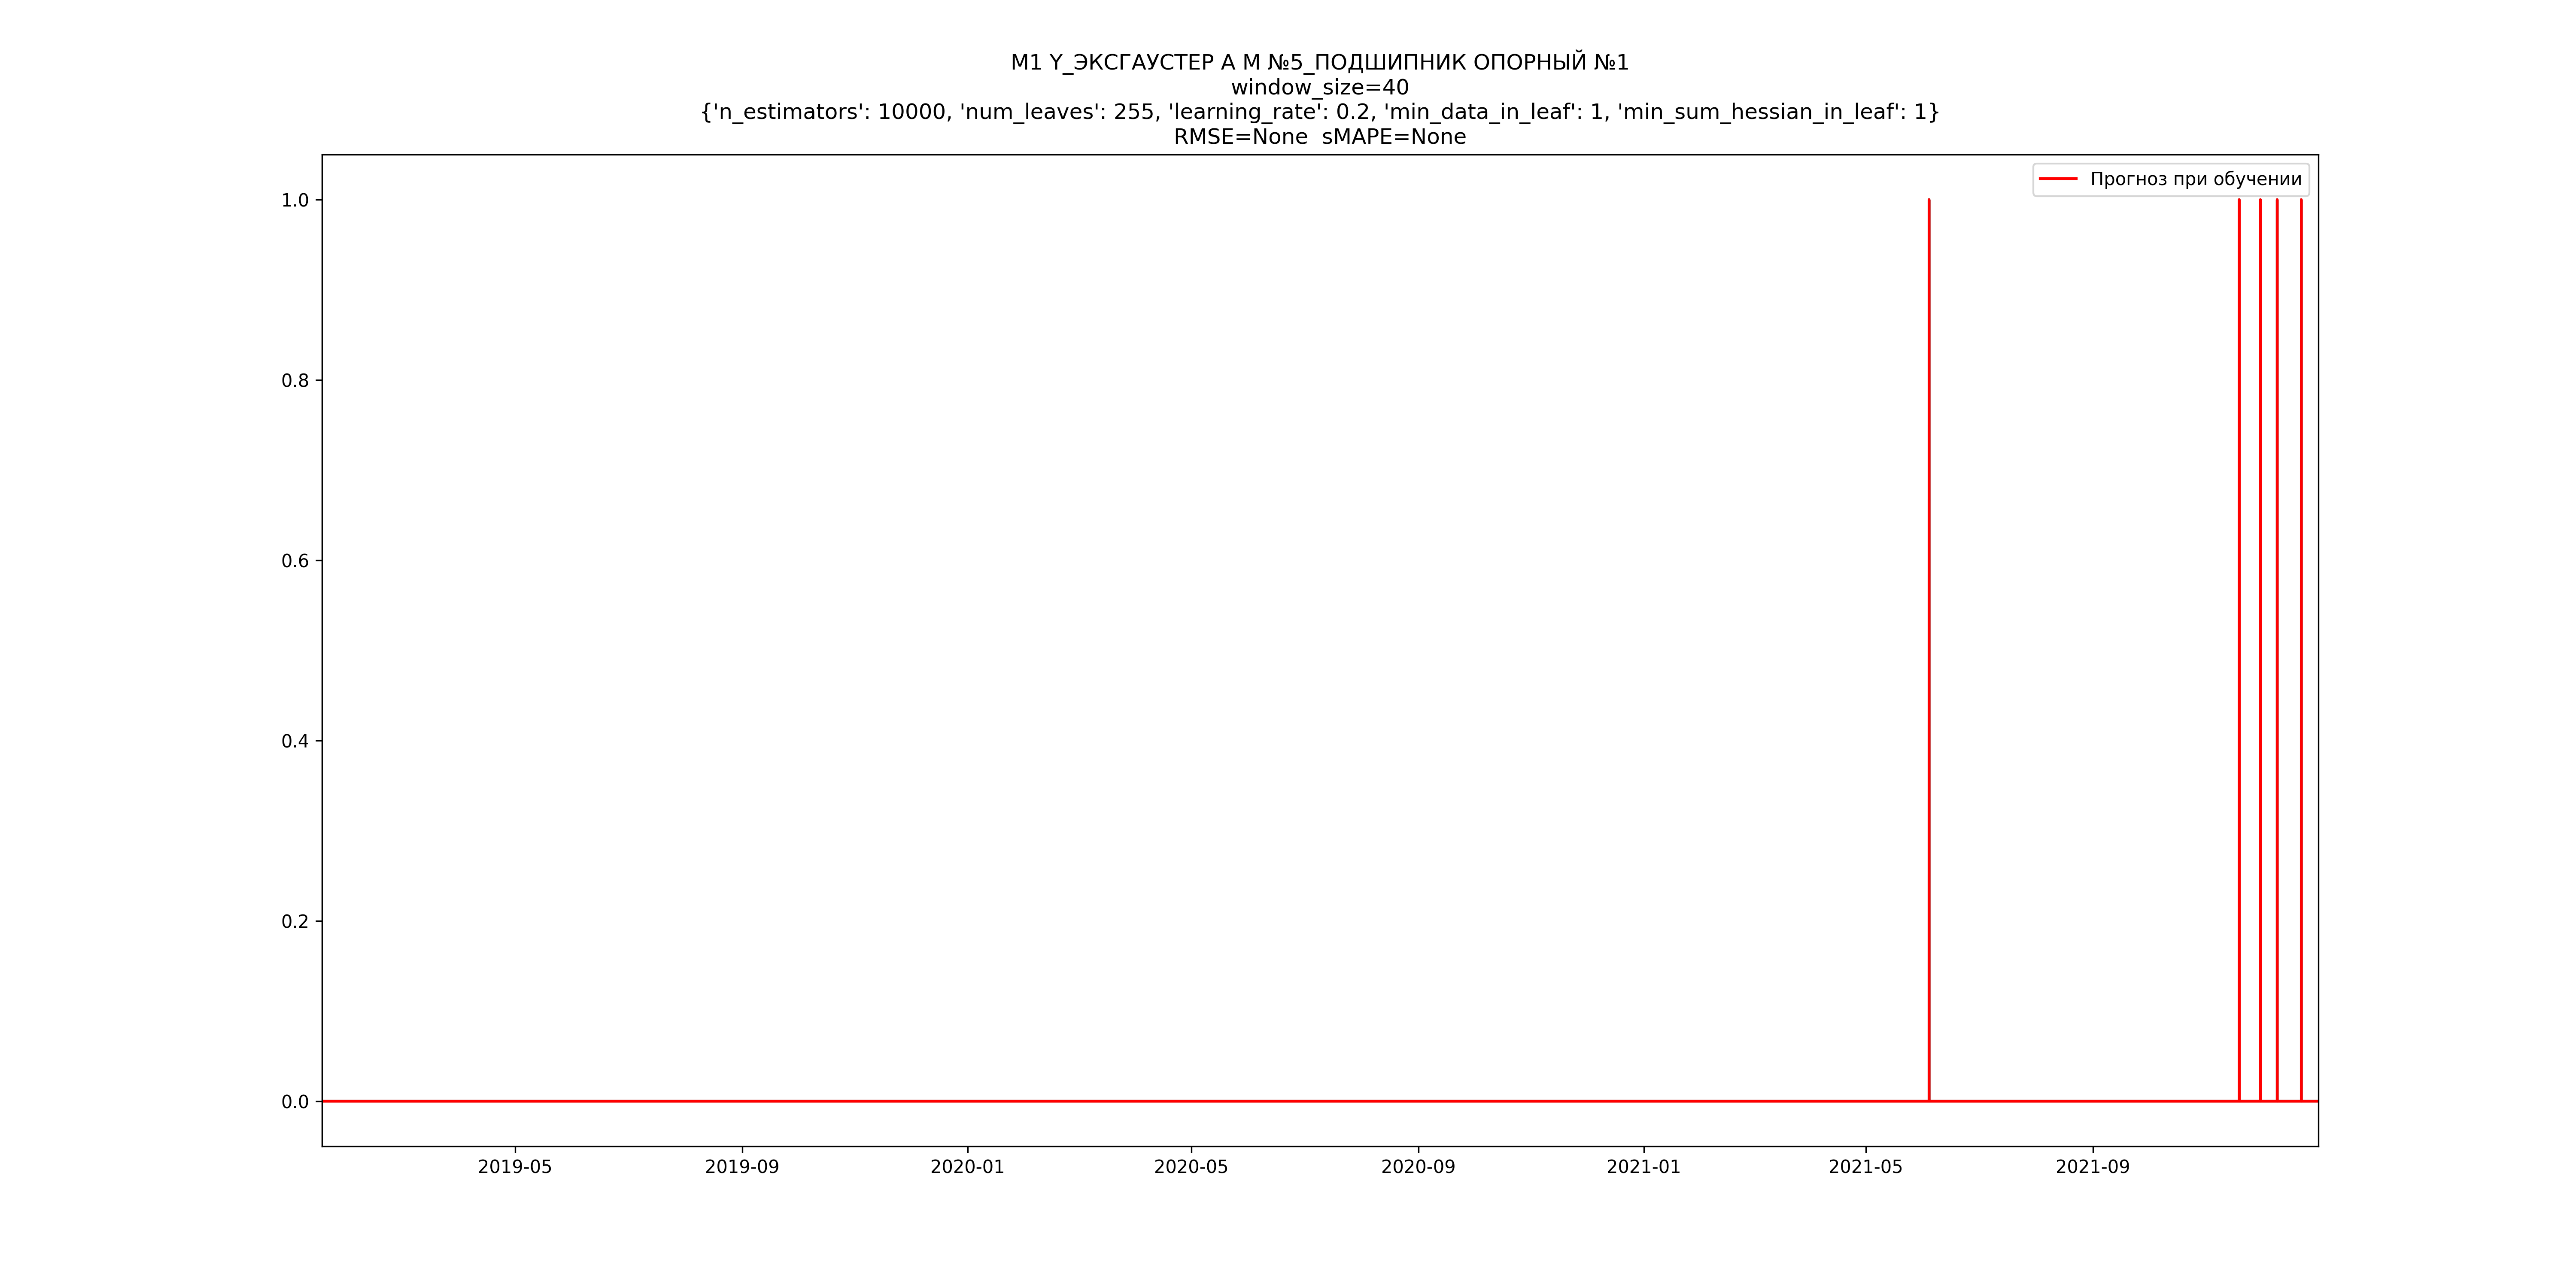 M1 Y_ЭКСГАУСТЕР А М №5_ПОДШИПНИК ОПОРНЫЙ №1
window_size=40
{'n_estimators': 10000, 'num_leaves': 255, 'learning_rate': 0.2, 'min_data_in_leaf': 1, 'min_sum_hessian_in_leaf': 1}
RMSE=None sMAPE=None
Прогноз при обучении
1.0
0.8
0.6
0.4
0.2
0.0
2019-05 2019-09 2020-01 2020-05 2020-09 2021-01 2021-05 2021-09